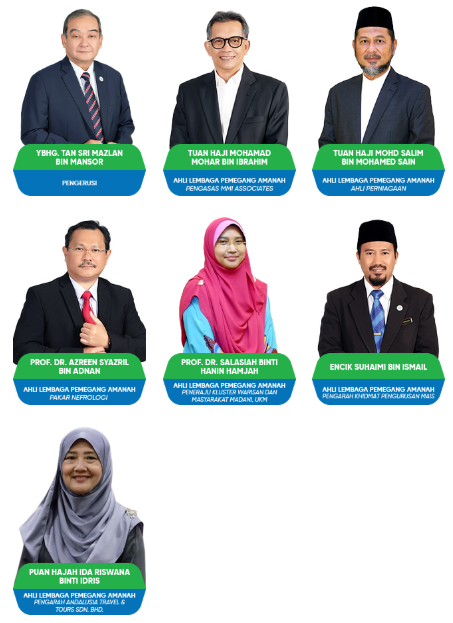 YBHG. TAN SRI MAZLAN
BIN MANSOR
PENGERUSI
TUAN HAJI MOHAMAD
MOHAR BIN IBRAHIM
AHLI LEMBAGA PEMEGANG AMANAH
PENGASAS MMI ASSOCIATES
TUAN HAJI MOHD SALIM
BIN MOHAMED SAIN
AHLI LEMBAGA PEMEGANG AMANAH
AHLI PERNIAGAAN
PROF. DR. AZREEN SYAZRIL
BIN ADNAN
AHLI LEMBAGA PEMEGANG AMANAH
PAKAR NEFROLOGI
PROF. DR. SALASIAH BINTI
HANIN HAMJAH
AHLI LEMBAGA PEMEGANG AMANAH
PENERAJU KLUSTER WARISAN DAN
MASYARAKAT MADANI, UKM
ENCIK SUHAIMI BIN ISMAIL
AHLI LEMBAGA PEMEGANG AMANAH
PENGARAH KHIDMAT PENGURUSAN MAIS
PUAN HAJAH IDA RISWANA
BINTI IDRIS
AHLI LEMBAGA PEMEGANG AMANAH
PENGARAH ANDALUSIA TRAVEL &
TOURS SDN. BHD.